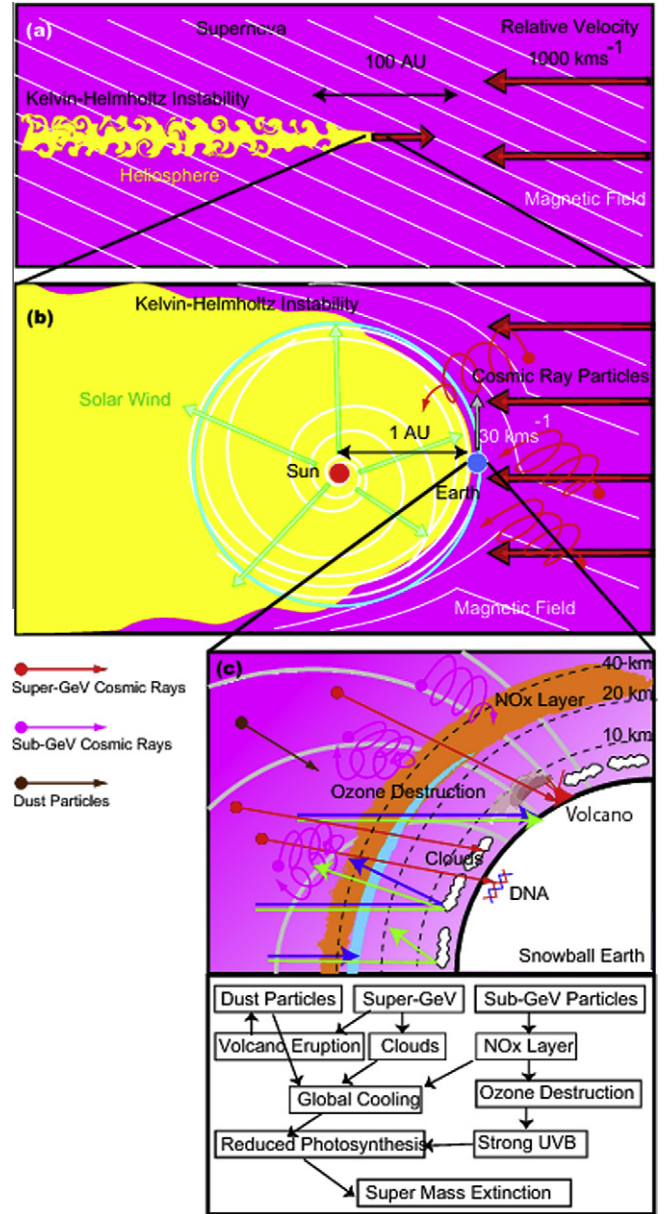 (a)
Supernova
Relative Velocity
1000 kms-1
100 AU
Kelvin-Helmholtz Instability
Heliosphere
Magnetic Field
(b)
Kelvin-Helmholtz Instability
Cosmic Ray Particles
Solar Wind
1 AU
30 kms-1
Sun
Earth
Magnetic Field
Super-GeV Cosmic Rays
Sub-GeV Cosmic Rays
Dust Particles
(c)
40 km
NOx Layer
20 km
10 km
Ozone Destruction
Volcano
Clouds
DNA
Snowball Earth
Dust Particles
Super-GeV
Sub-GeV Particles
Volcano Eruption
Clouds
NOx Layer
Global Cooling
Ozone Destruction
Reduced Photosynthesis
Strong UVB
Super Mass Extinction